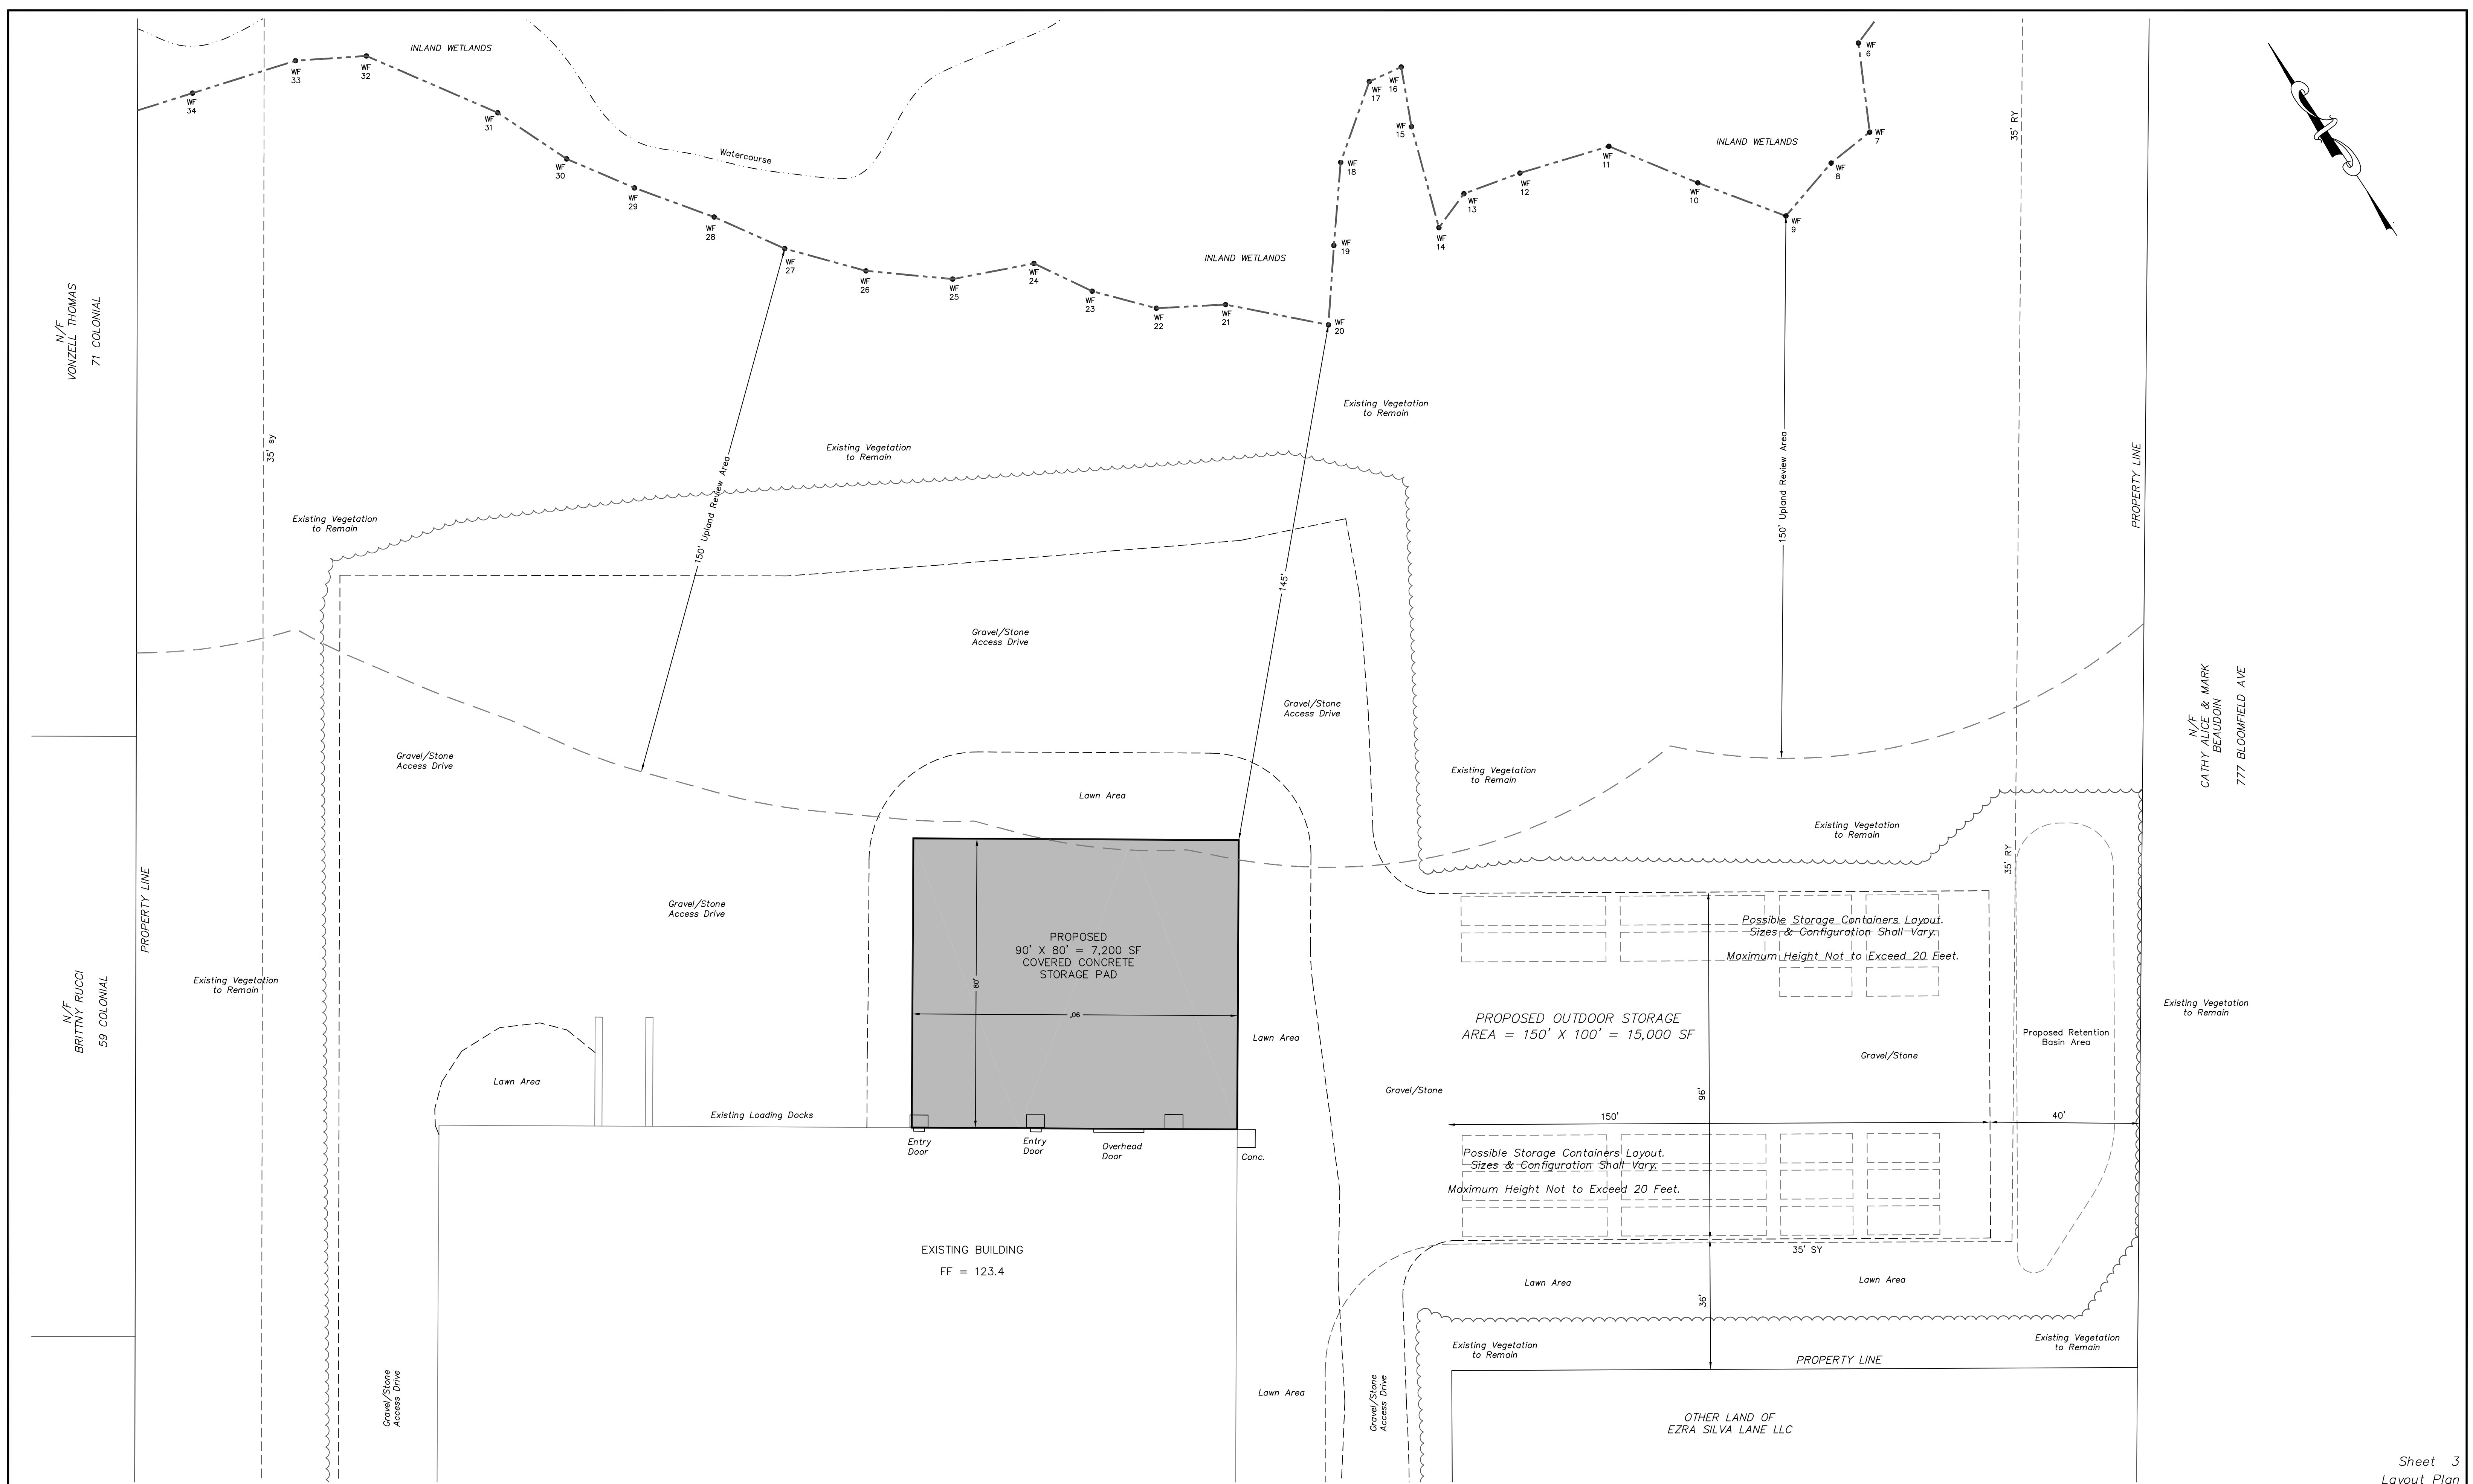 INLAND WETLANDS
WF
34
WF
33
WF
32
WF
31
WF
30
WF
29
WF
28
WF
27
WF
26
WF
25
WF
24
WF
23
WF
22
WF
21
WF
20
WF
19
WF
18
WF
17
WF
16
WF
15
WF
14
WF
13
WF
12
WF
11
WF
10
WF
9
WF
8
WF
7
WF
6
Watercourse
INLAND WETLANDS
INLAND WETLANDS
35' RY
N/F
VONZELL THOMAS
71 COLONIAL
35' sy
Existing Vegetation
to Remain
Existing Vegetation
to Remain
Existing Vegetation
to Remain
150' Upland Review Area
145'
150' Upland Review Area
PROPERTY LINE
Gravel/Stone
Access Drive
Gravel/Stone
Access Drive
Gravel/Stone
Access Drive
Lawn Area
Existing Vegetation
to Remain
Existing Vegetation
to Remain
N/F
CATHY ALICE & MARK
BEAUDOIN
777 BLOOMFIELD AVE
PROPERTY LINE
Gravel/Stone
Access Drive
PROPOSED
90' X 80' = 7,200 SF
COVERED CONCRETE
STORAGE PAD
80'
90'
35' RY
Possible Storage Containers Layout.
Sizes & Configuration Shall Vary.
Maximum Height Not to Exceed 20 Feet.
N/F
BRITTNY RUCCI
59 COLONIAL
Existing Vegetation
to Remain
PROPOSED OUTDOOR STORAGE
AREA = 150' X 100' = 15,000 SF
Proposed Retention
Basin Area
Existing Vegetation
to Remain
Lawn Area
Gravel/Stone
Lawn Area
Gravel/Stone
96'
Existing Loading Docks
150'
40'
Entry
Door
Entry
Door
Overhead
Door
Conc.
Possible Storage Containers Layout.
Sizes & Configuration Shall Vary.
Maximum Height Not to Exceed 20 Feet.
EXISTING BUILDING
FF = 123.4
35' SY
Lawn Area
Lawn Area
36'
Existing Vegetation
to Remain
Existing Vegetation
to Remain
PROPERTY LINE
Gravel/Stone
Access Drive
Lawn Area
Gravel/Stone
Access Drive
OTHER LAND OF
EZRA SILVA LANE LLC
Sheet 3
Layout Plan